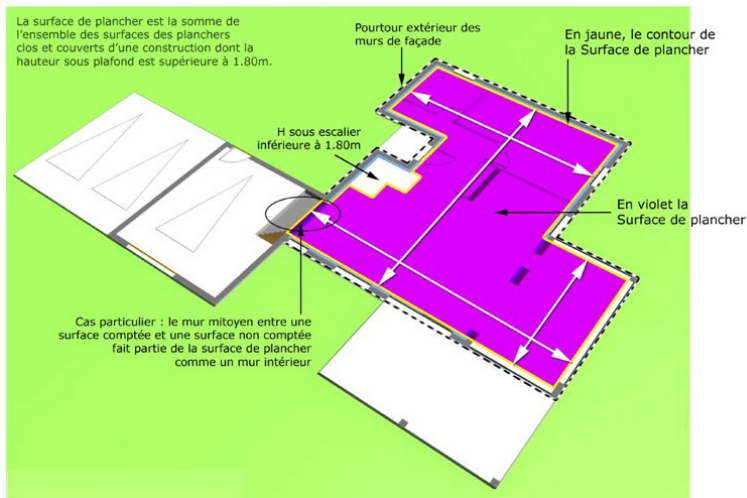 La surface de plancher est la somme de
l'ensemble des surfaces des planchers
clos et couverts d'une construction dont la
hauteur sous plafond est supérieure à 1.80m.
Pourtour extérieur des
murs de façade
En jaune, le contour de
la Surface de plancher
H sous escalier
inférieure à 1.80m
En violet la
Surface de plancher
Cas particulier : le mur mitoyen entre une
surface comptée et une surface non comptée
fait partie de la surface de plancher
comme un mur intérieur